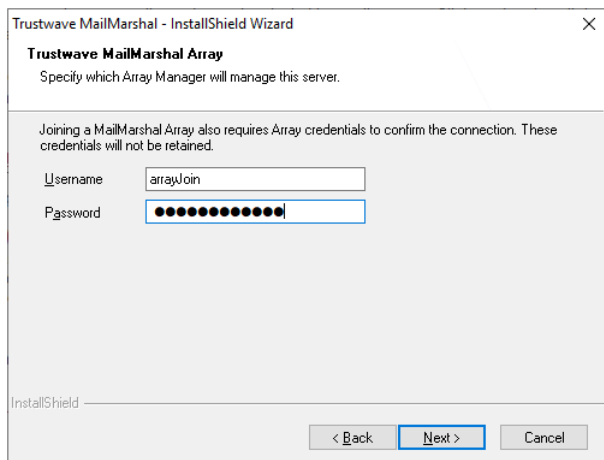 Trustwave MailMarshal - InstallShield Wizard
Trustwave MailMarshal Array
Specify which Array Manager will manage this server.
Joining a MailMarshal Array also requires Array credentials to confirm the connection. These
credentials will not be retained.
Username
arrayJoin
Password
●●●●●●●●●●●●
InstallShield
< Back
Next >
Cancel